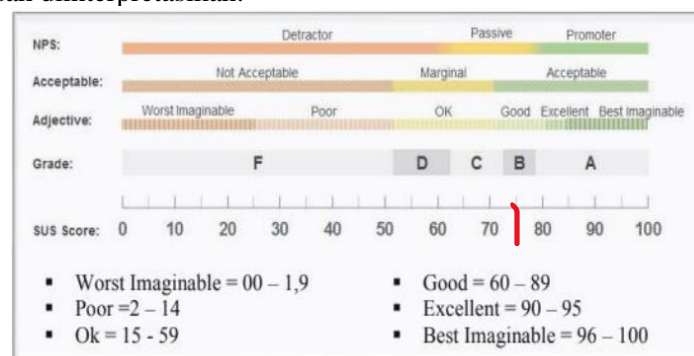 NPS: Detractor Passive Promoter
Acceptable: Not Acceptable Marginal Acceptable
Adjective: Worst Imaginable Poor OK Good Excellent Best Imaginable
Grade: F D C B A
SUS Score: 0 10 20 30 40 50 60 70 80 90 100
▪ Worst Imaginable = 00 – 1,9
▪ Poor =2 – 14
▪ Ok = 15 - 59
▪ Good = 60 – 89
▪ Excellent = 90 – 95
▪ Best Imaginable = 96 – 100